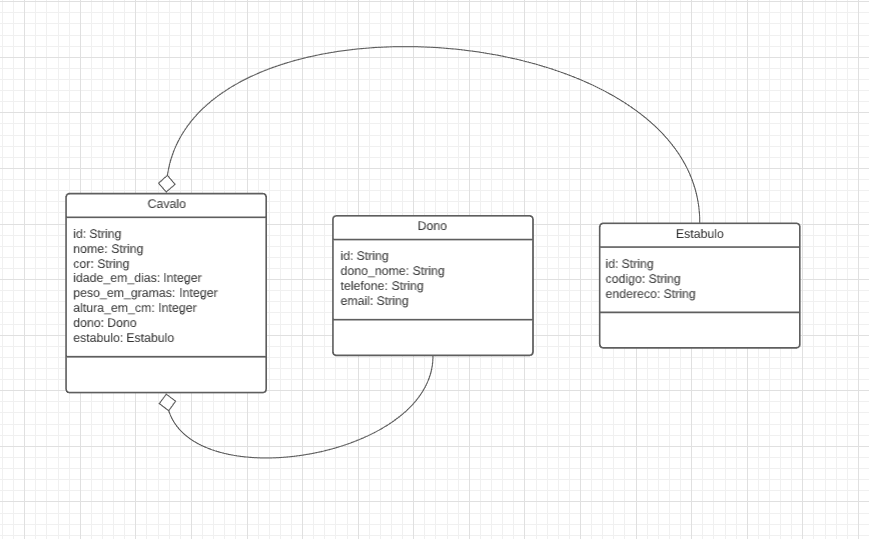 Cavalo
id: String
nome: String
cor: String
idade_em_dias: Integer
peso_em_gramas: Integer
altura_em_cm: Integer
dono: Dono
estabulo: Estabulo
Dono
id: String
dono_nome: String
telefone: String
email: String
Estabulo
id: String
codigo: String
endereco: String